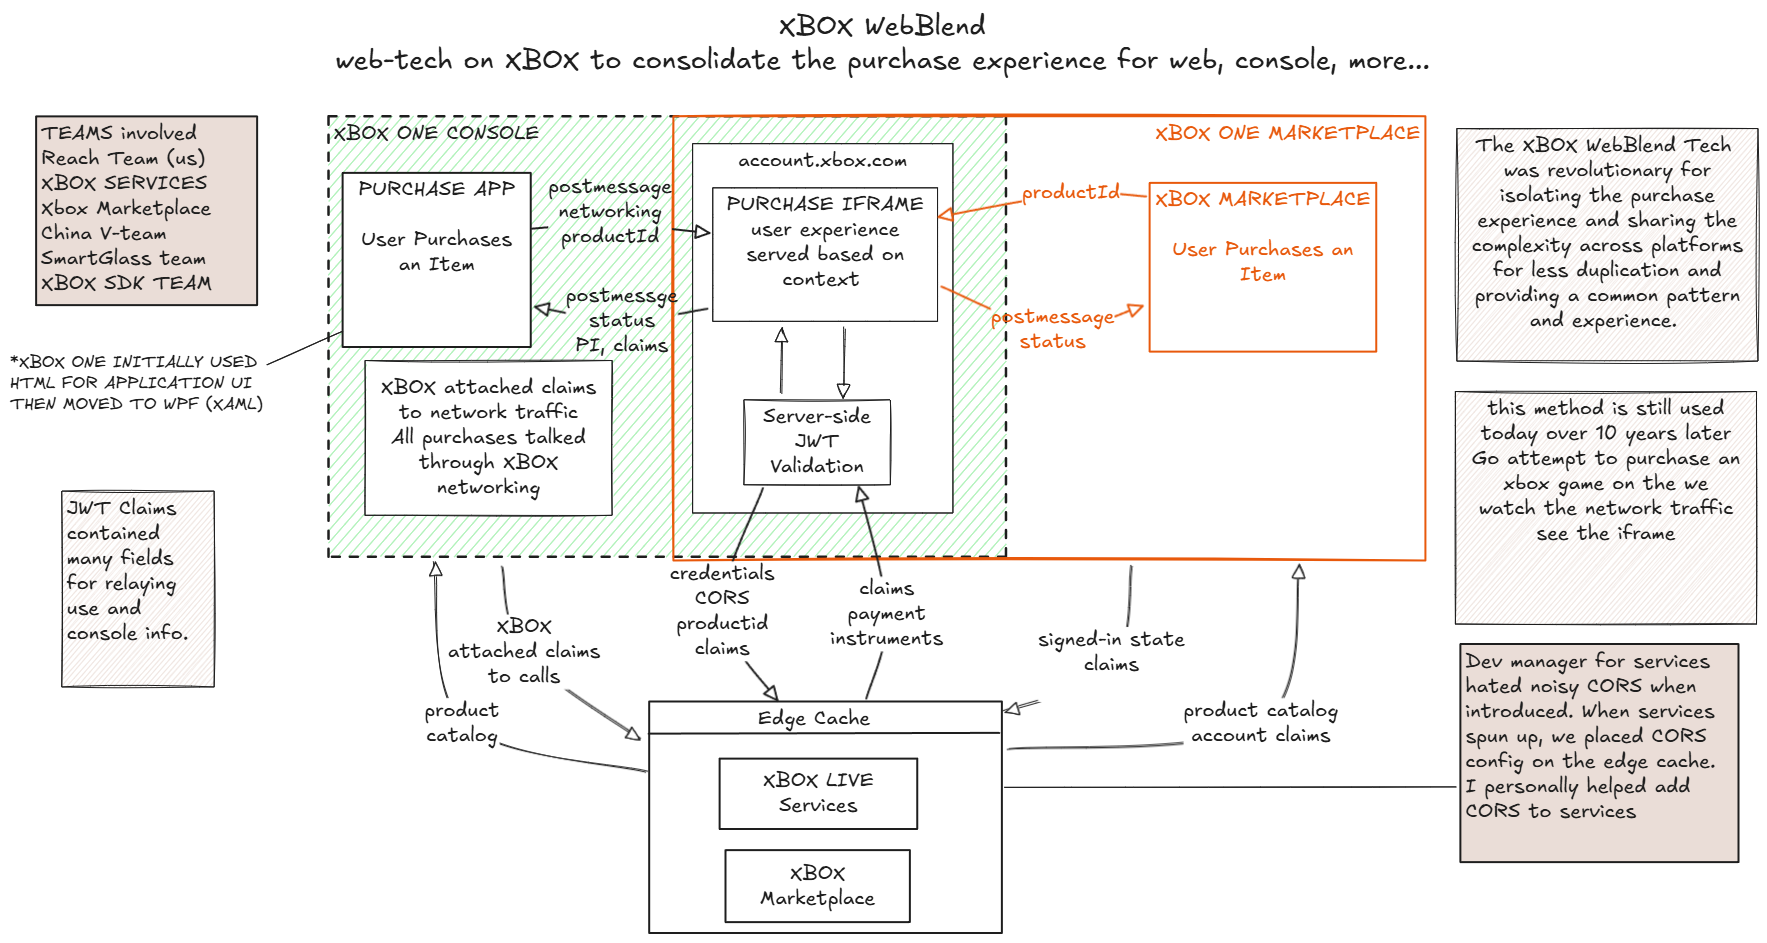 XBOX WebBlend
web-tech on XBOX to consolidate the purchase experience for web, console, more...
TEAMS involved
Reach Team (us)
XBOX SERVICES
Xbox Marketplace
China V-team
SmartGlass team
XBOX SDK TEAM
*XBOX ONE INITIALLY USED
HTML FOR APPLICATION UI
THEN MOVED TO WPF (XAML)
JWT Claims
contained
many fields
for relaying
use and
console info.
XBOX ONE CONSOLE
PURCHASE APP
User Purchases
an Item
postmessage
networking
productId
postmessge
status
PI, claims
XBOX attached claims
to network traffic
All purchases talked
through XBOX
networking
account.xbox.com
PURCHASE IFRAME
user experience
served based on
context
Server-side
JWT
Validation
XBOX ONE MARKETPLACE
productId
XBOX MARKETPLACE
User Purchases an
Item
postmessage
status
The XBOX WebBlend Tech
was revolutionary for
isolating the purchase
experience and sharing the
complexity across platforms
for less duplication and
providing a common pattern
and experience.
this method is still used
today over 10 years later
Go attempt to purchase an
xbox game on the we
watch the network traffic
see the iframe
Dev manager for services
hated noisy CORS when
introduced. When services
spun up, we placed CORS
config on the edge cache.
I personally helped add
CORS to services
product
catalog
XBOX
attached claims
to calls
credentials
CORS
productid
claims
claims
payment
instruments
signed-in state
claims
product catalog
account claims
Edge Cache
XBOX LIVE
Services
XBOX
Marketplace